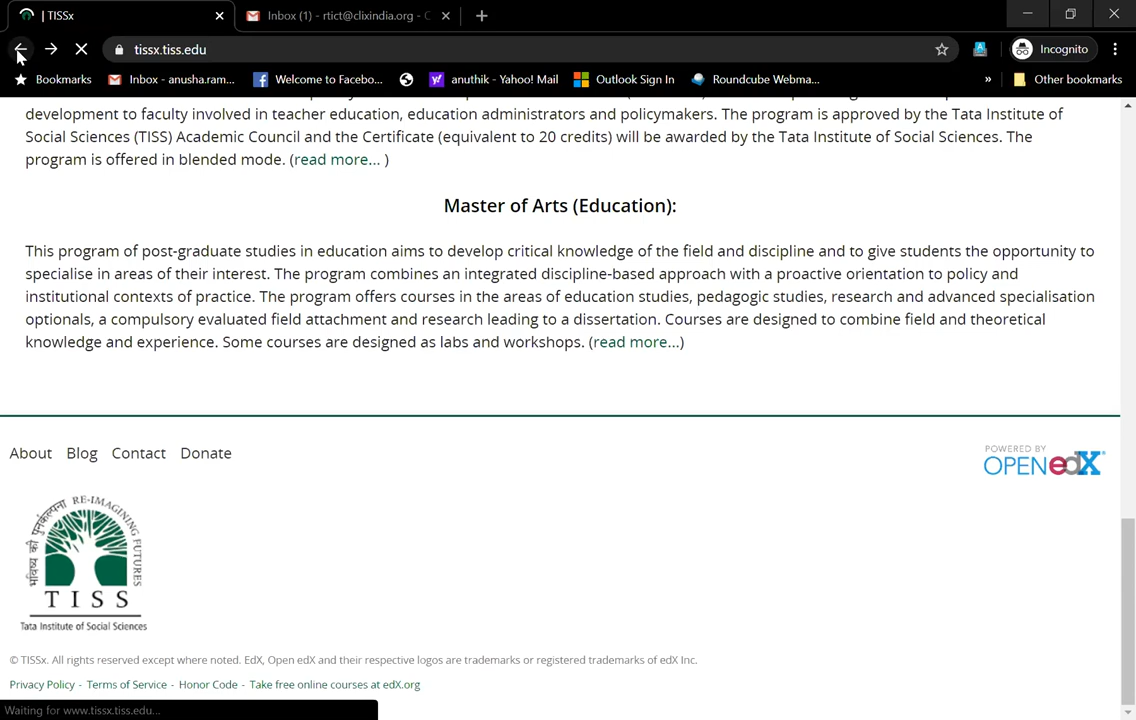 | TISSx
Inbox (1) - rtict@clixindia.org - C
tissx.tiss.edu
Incognito
Bookmarks
Inbox - anusha.ram...
Welcome to Facebo...
anuthik - Yahoo! Mail
Outlook Sign In
Roundcube Webma...
»
Other bookmarks
development to faculty involved in teacher education, education administrators and policymakers. The program is approved by the Tata Institute of
Social Sciences (TISS) Academic Council and the Certificate (equivalent to 20 credits) will be awarded by the Tata Institute of Social Sciences. The
program is offered in blended mode. (read more... )
Master of Arts (Education):
This program of post-graduate studies in education aims to develop critical knowledge of the field and discipline and to give students the opportunity to
specialise in areas of their interest. The program combines an integrated discipline-based approach with a proactive orientation to policy and
institutional contexts of practice. The program offers courses in the areas of education studies, pedagogic studies, research and advanced specialisation
optionals, a compulsory evaluated field attachment and research leading to a dissertation. Courses are designed to combine field and theoretical
knowledge and experience. Some courses are designed as labs and workshops. (read more...)
About Blog Contact Donate
POWERED BY
OPEN edX
भविष्य की पुनर्कल्पना
RE-IMAGINING FUTURES
TISS
Tata Institute of Social Sciences
© TISSx. All rights reserved except where noted. EdX, Open edX and their respective logos are trademarks or registered trademarks of edX Inc.
Privacy Policy - Terms of Service - Honor Code - Take free online courses at edX.org
Waiting for www.tissx.tiss.edu...